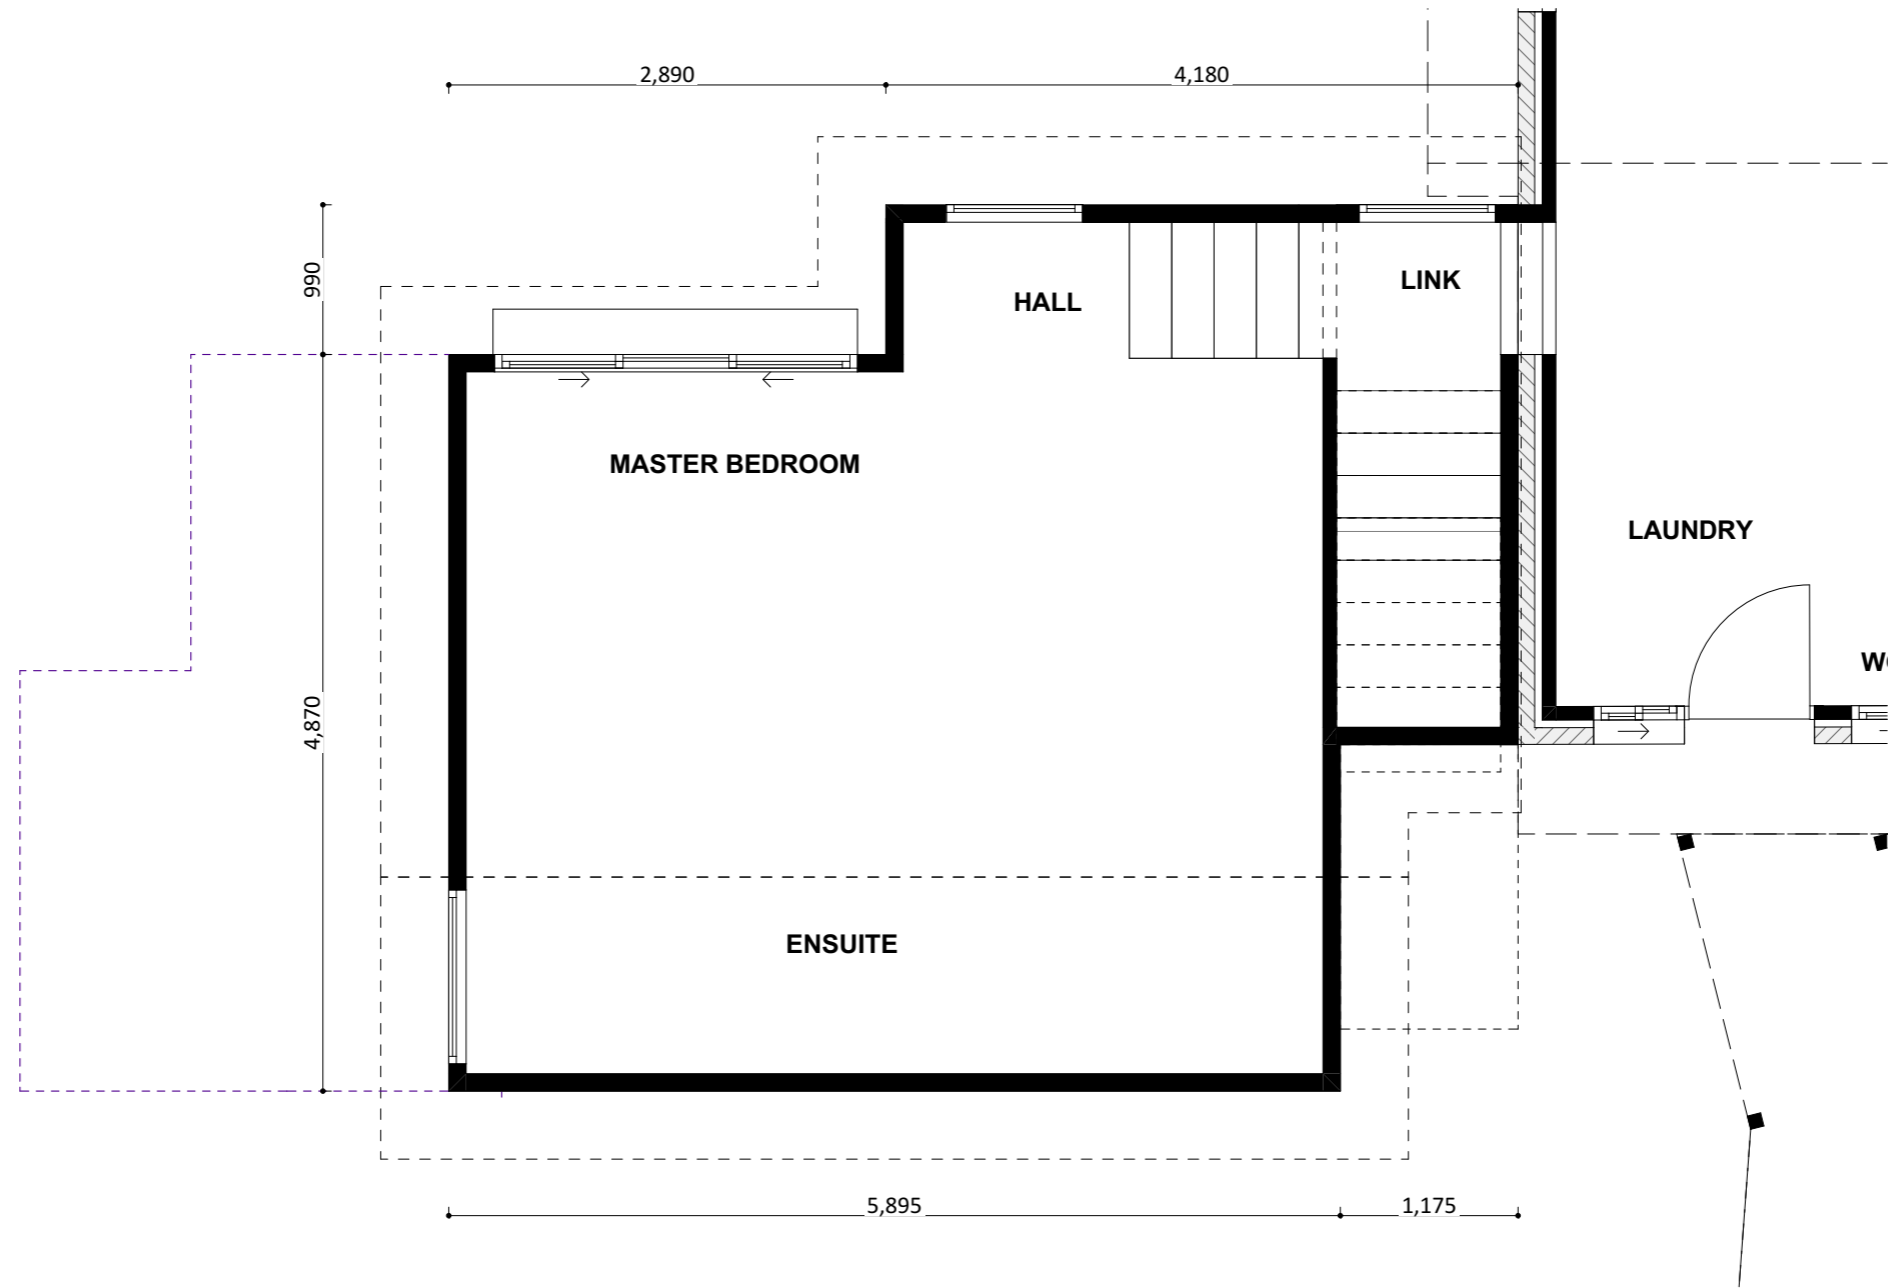 2,890
4,180
990
HALL
LINK
MASTER BEDROOM
LAUNDRY
4,870
ENSUITE
5,895
1,175